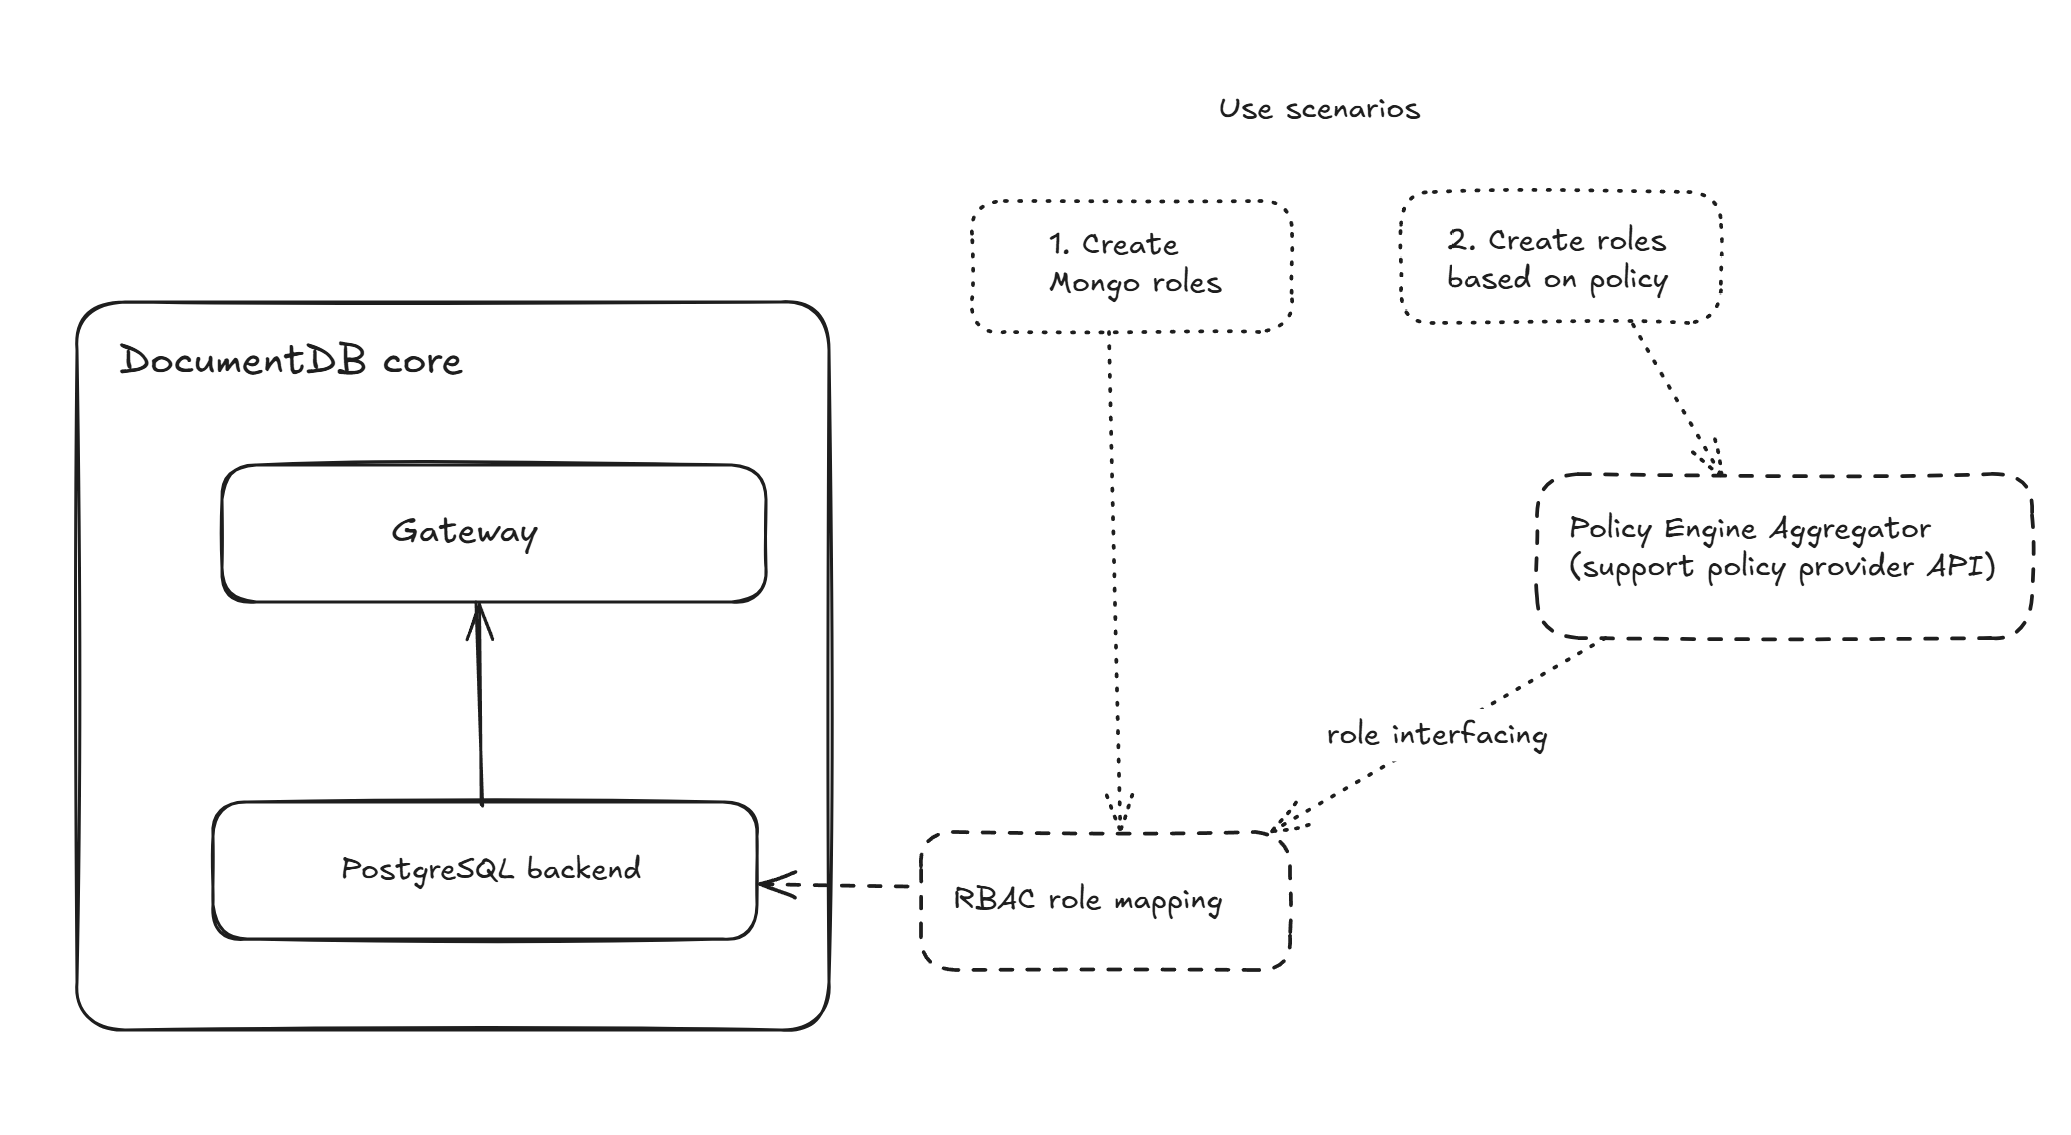 Use scenarios
1. Create
Mongo roles
2. Create roles
based on policy
DocumentDB core
Gateway
Policy Engine Aggregator
(support policy provider API)
role interfacing
PostgreSQL backend
RBAC role mapping